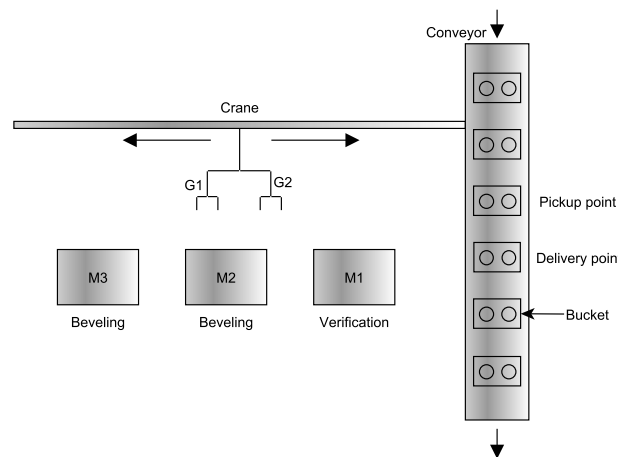 Conveyor
Crane
G1
G2
Pickup point
M3
M2
M1
Delivery poin
Beveling
Beveling
Verification
Bucket